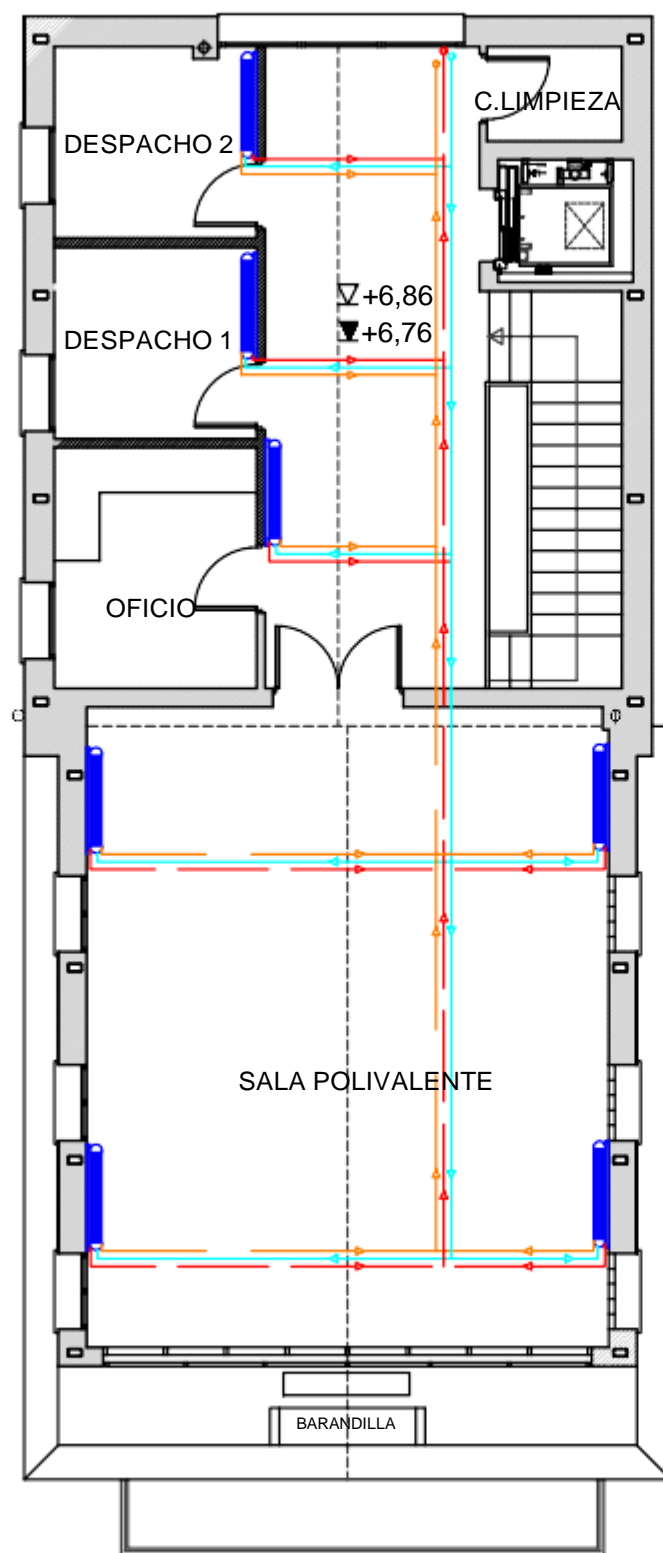 C.LIMPIEZA
DESPACHO 2
+6,86
+6,76
DESPACHO 1
OFICIO
SALA POLIVALENTE
BARANDILLA